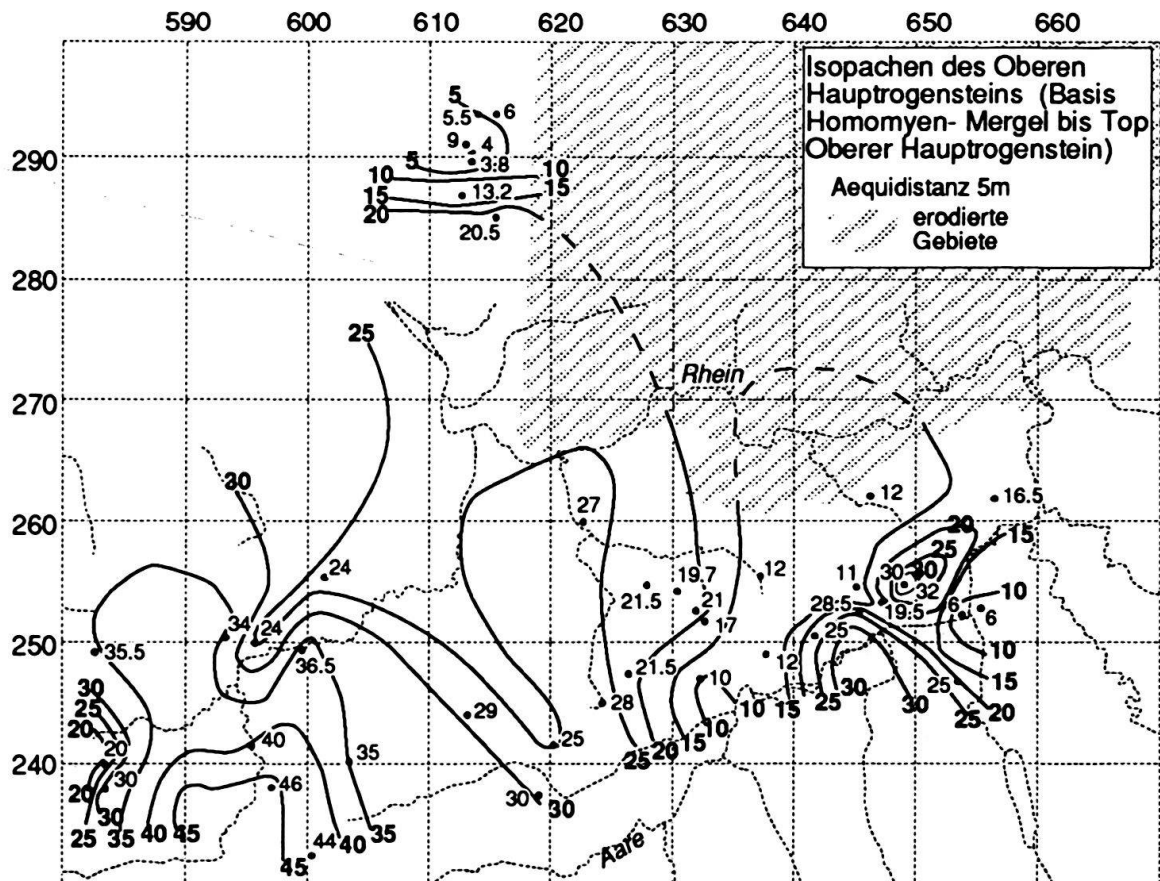 590 600 610 620 630 640 650 660
Isopachen des Oberen
Hauptrogensteins (Basis
Homomyen- Mergel bis Top
Oberer Hauptrogenstein)
Aequidistanz 5m
erodierte
Gebiete
5 6
5.5
9 4
290 5 3.8 10
10 15
15 13.2
20
20.5
280
25
Rhein
270
30
12 16.5
27
260 20 15
25
24 19.7 12 11 30 30
21.5 32 10
21 28.5 19.5 6
34 24 17 25 6
250
35.5 36.5 21.5 12 10
30 10 15
25 28 10 30 25
20 29 15 25 30 20
20 40 25 10 25
15
240 35 25 20
30 46
20 30
30 30
25 35 40 45 44 40 35
45
Aare